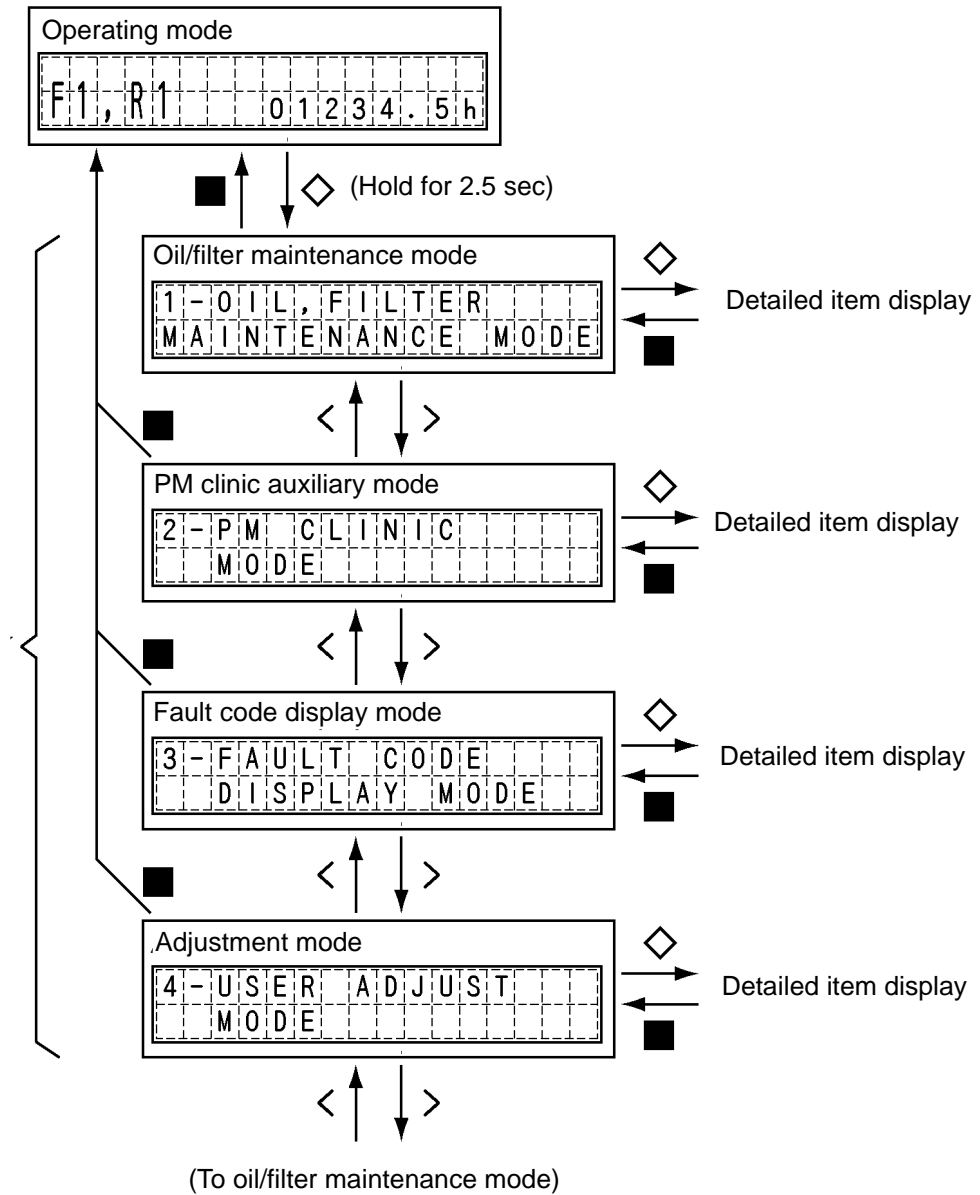 Operating mode
F1,R1 01234.5h
■ ◇ (Hold for 2.5 sec)
Oil/filter maintenance mode
1-OIL,FILTER
MAINTENANCE MODE
◇
Detailed item display
■
< >
■
PM clinic auxiliary mode
2-PM CLINIC
MODE
◇
Detailed item display
■
< >
■
Fault code display mode
3-FAULT CODE
DISPLAY MODE
◇
Detailed item display
■
< >
■
Adjustment mode
4-USER ADJUST
MODE
◇
Detailed item display
■
< >
(To oil/filter maintenance mode)